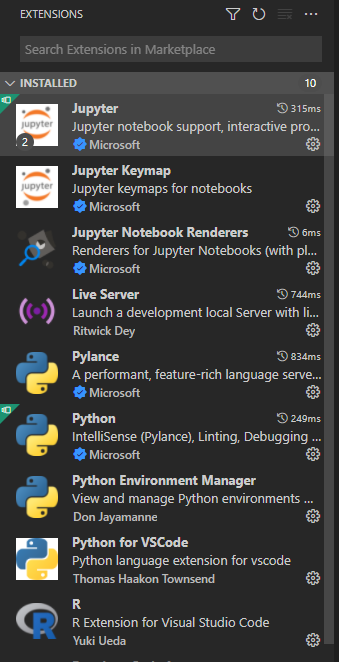 EXTENSIONS
Search Extensions in Marketplace
INSTALLED 10
Jupyter 315ms
Jupyter notebook support, interactive pro...
Microsoft
jupyter
2
Jupyter Keymap
Jupyter keymaps for notebooks
Microsoft
jupyter
Jupyter Notebook Renderers 6ms
Renderers for Jupyter Notebooks (with pl...
Microsoft
Live Server 744ms
Launch a development local Server with li...
Ritwick Dey
Pylance 834ms
A performant, feature-rich language serve...
Microsoft
Python 249ms
IntelliSense (Pylance), Linting, Debugging ...
Microsoft
Python Environment Manager
View and manage Python environments ...
Don Jayamanne
Python for VSCode
Python language extension for vscode
Thomas Haakon Townsend
R
R Extension for Visual Studio Code
Yuki Ueda
R